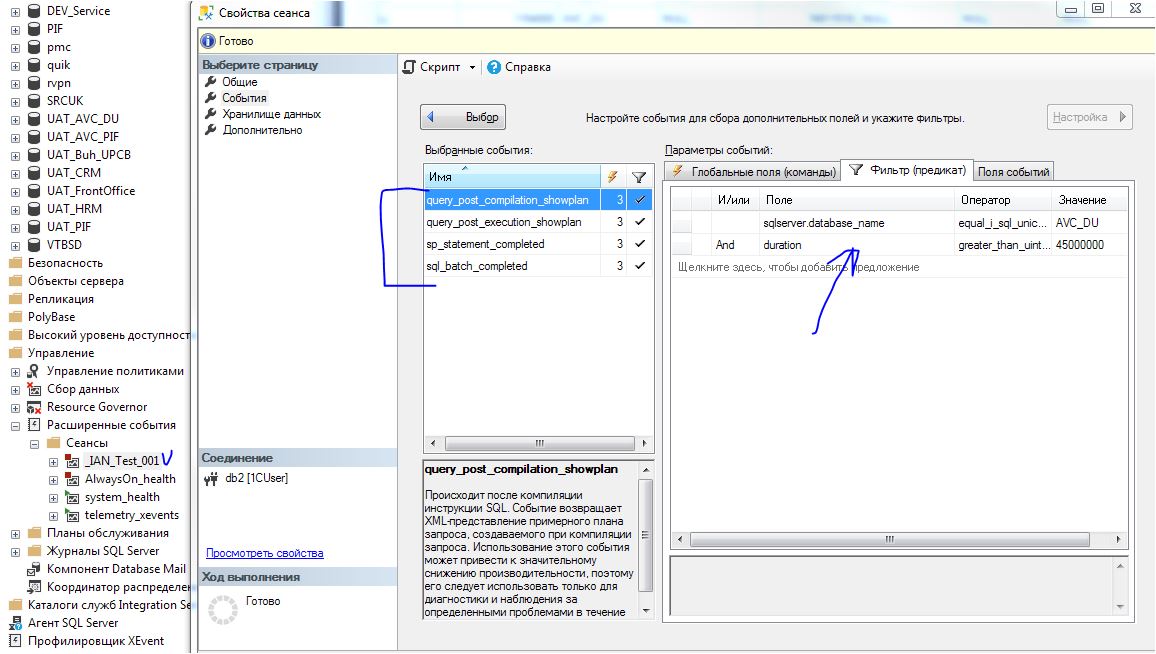 DEV_Service
PIF
pmc
quik
rvpn
SRCUK
UAT_AVC_DU
UAT_AVC_PIF
UAT_Buh_UPCB
UAT_CRM
UAT_FrontOffice
UAT_HRM
UAT_PIF
VTBSD
Безопасность
Объекты сервера
Репликация
PolyBase
Высокий уровень доступност
Управление
Управление политиками
Сбор данных
Resource Governor
Расширенные события
Сеансы
_IAN_Test_001
AlwaysOn_health
system_health
telemetry_xevents
Планы обслуживания
Журналы SQL Server
Компонент Database Mail
Координатор распределен
Каталоги служб Integration Se
Агент SQL Server
Профилировщик XEvent
Свойства сеанса
Готово
Выберите страницу
Общие
События
Хранилище данных
Дополнительно
Соединение
db2 [1CUser]
Просмотреть свойства
Ход выполнения
Готово
Скрипт
Справка
Выбор
Настройте события для сбора дополнительных полей и укажите фильтры.
Настройка
Выбранные события:
Имя
query_post_compilation_showplan 3
query_post_execution_showplan 3
sp_statement_completed 3
sql_batch_completed 3
query_post_compilation_showplan
Происходит после компиляции
инструкции SQL. Событие возвращает
XML-представление примерного плана
запроса, создаваемого при компиляции
запроса. Использование этого события
может привести к значительному
снижению производительности, поэтому
его следует использовать только для
диагностики и наблюдения за
определенными проблемами в течение
Параметры событий:
Глобальные поля (команды)
Фильтр (предикат)
Поля событий
И/или Поле Оператор Значение
sqlserver.database_name equal_i_sql_unic... AVC_DU
And duration greater_than_uint... 45000000
Щелкните здесь, чтобы добавить предложение